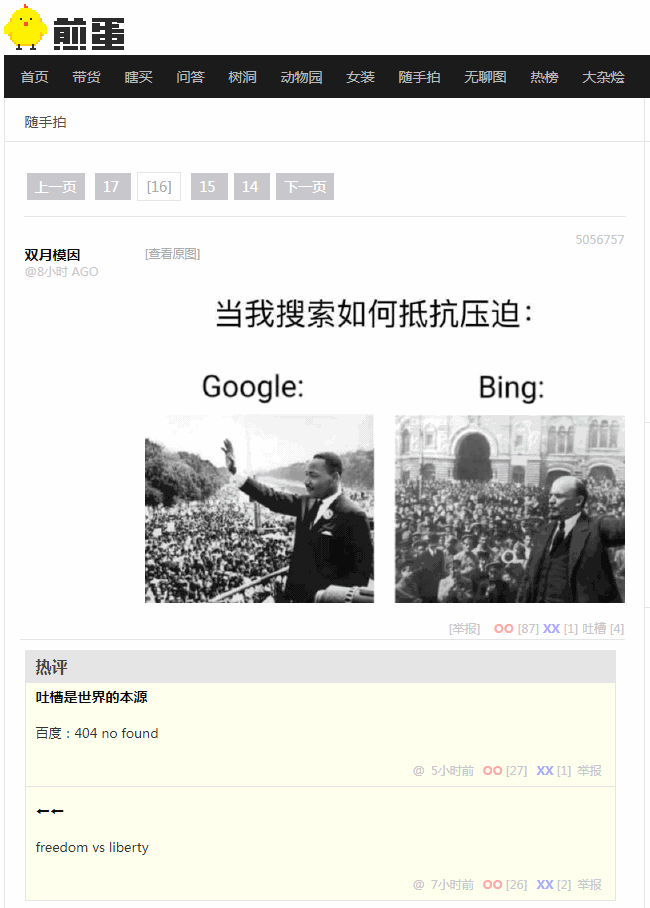 煎蛋
首页 带货 瞎买 问答 树洞 动物园 女装 随手拍 无聊图 热榜 大杂烩
随手拍
上一页 17 [16] 15 14 下一页
5056757
双月模因 [查看原图]
@8小时 AGO
当我搜索如何抵抗压迫：
Google: Bing:
[举报] OO [87] XX [1] 吐槽 [4]
热评
吐槽是世界的本源
百度：404 no found
@ 5小时前 OO [27] XX [1] 举报
←←
freedom vs liberty
@ 7小时前 OO [26] XX [2] 举报